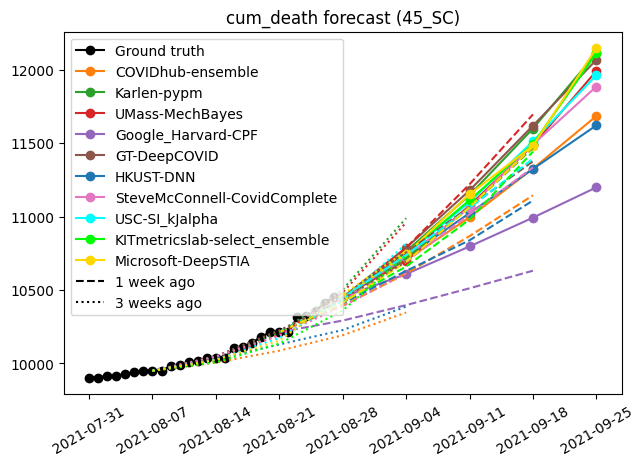 cum_death forecast (45_SC)
12000
11500
11000
10500
10000
Ground truth
COVIDhub-ensemble
Karlen-pypm
UMass-MechBayes
Google_Harvard-CPF
GT-DeepCOVID
HKUST-DNN
SteveMcConnell-CovidComplete
USC-SI_kJalpha
KITmetricslab-select_ensemble
Microsoft-DeepSTIA
1 week ago
3 weeks ago
2021-07-31
2021-08-07
2021-08-14
2021-08-21
2021-08-28
2021-09-04
2021-09-11
2021-09-18
2021-09-25